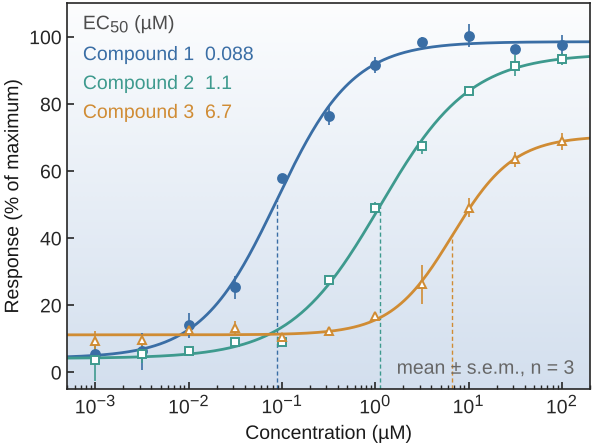 EC₅₀ (µM)
Compound 1 0.088
Compound 2 1.1
Compound 3 6.7
Response (% of maximum)
100
80
60
40
20
0
mean ± s.e.m., n = 3
10⁻³ 10⁻² 10⁻¹ 10⁰ 10¹ 10²
Concentration (µM)